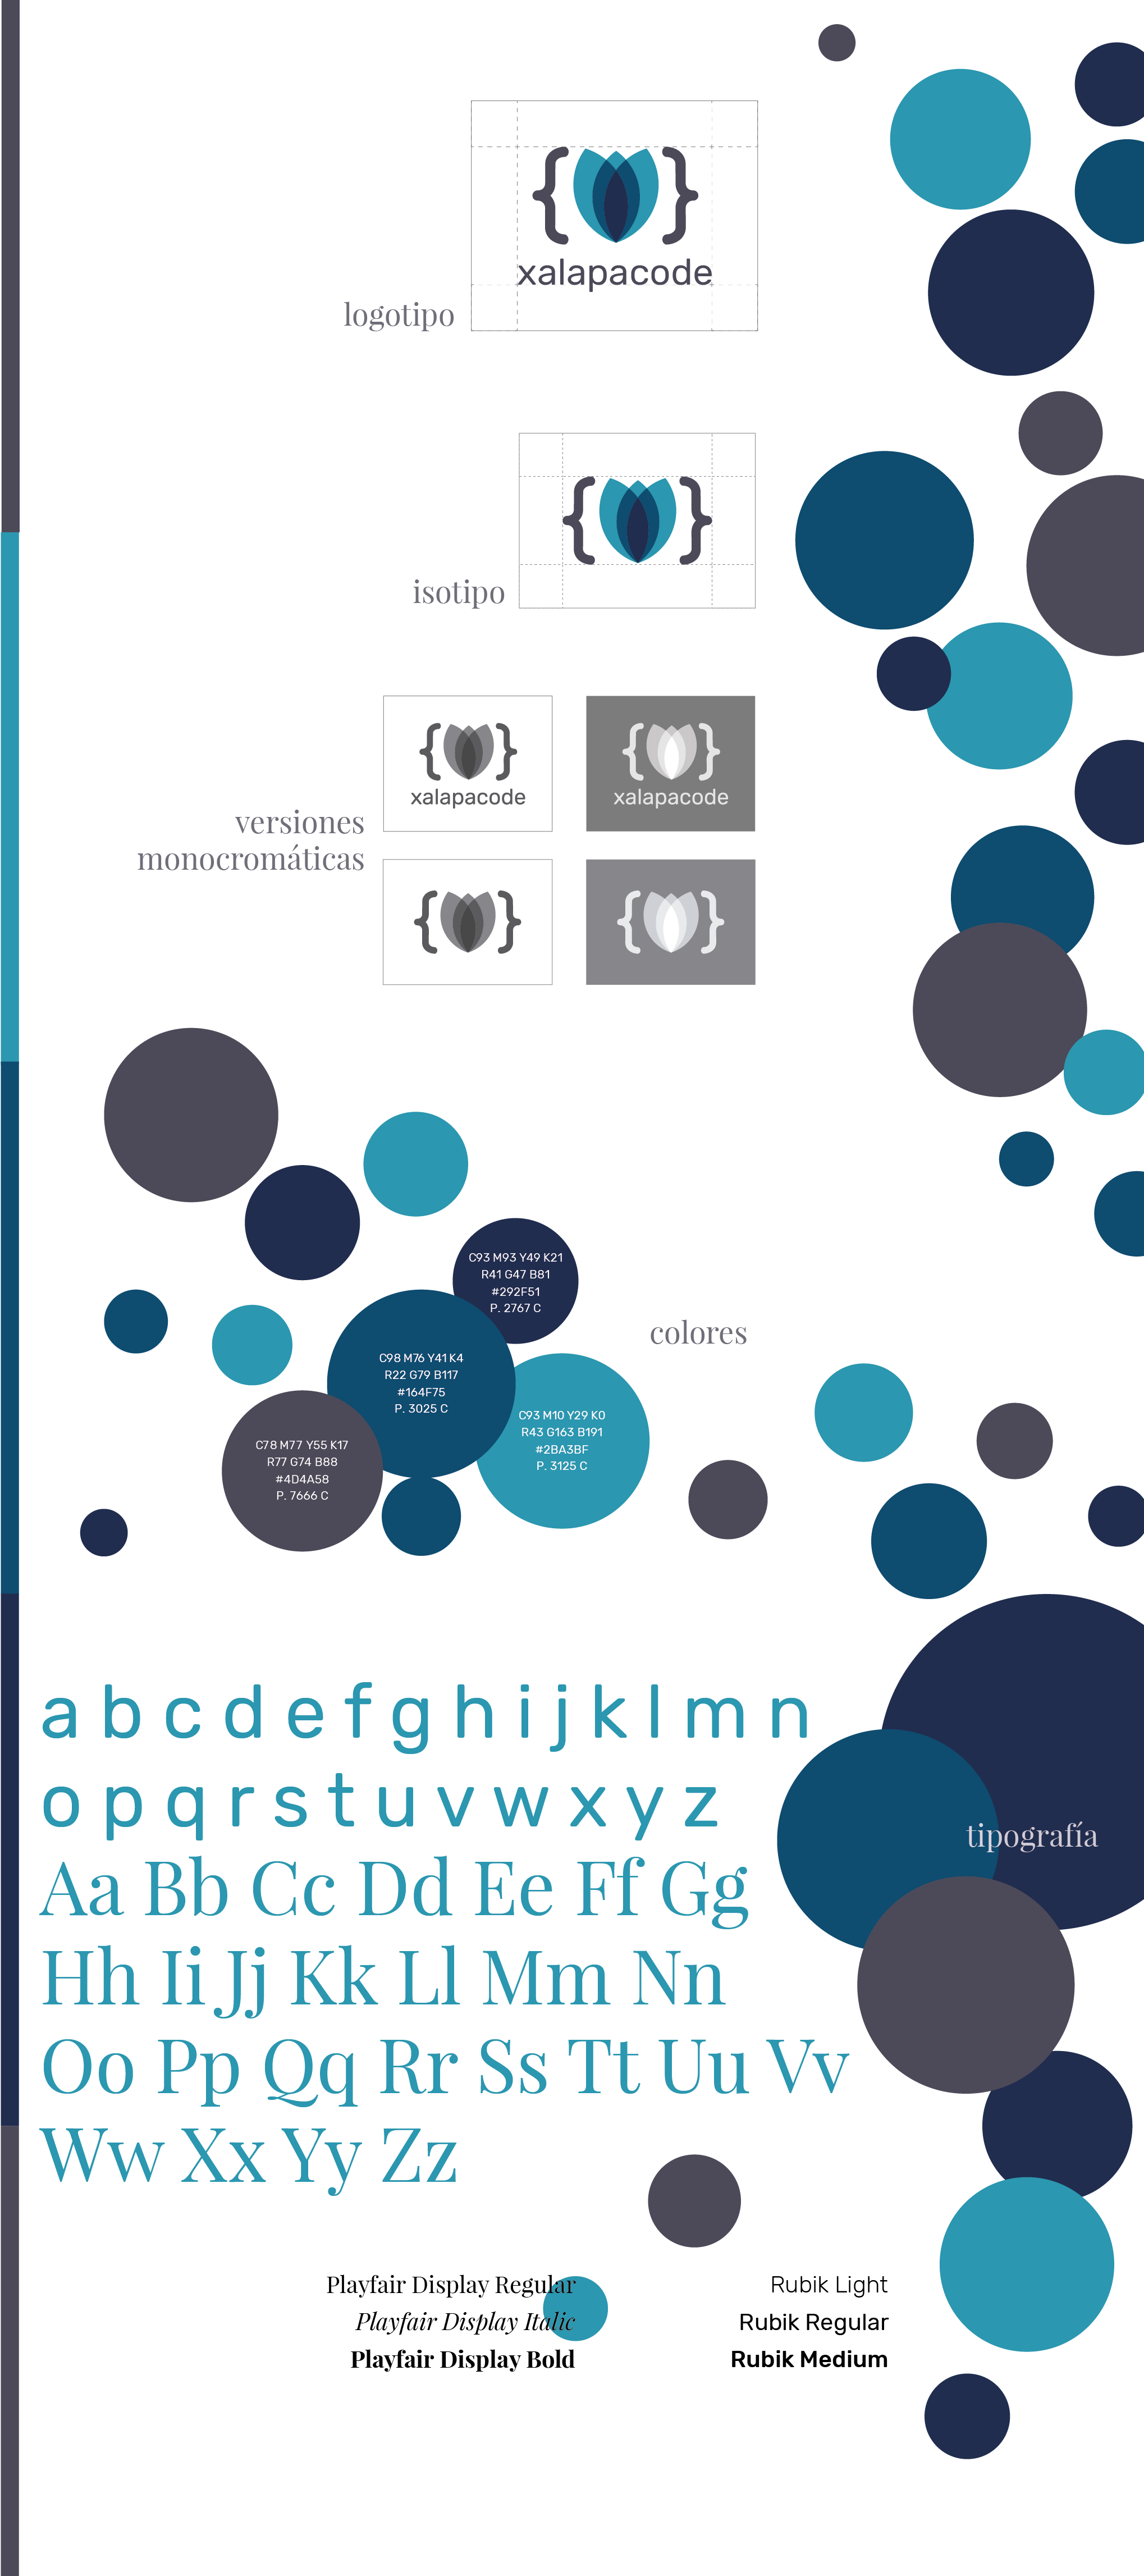 { }
xalapacode
logotipo
{ }
isotipo
{ }
xalapacode
{ }
xalapacode
versiones
monocromáticas
{ }
{ }
C93 M93 Y49 K21
R41 G47 B81
#292F51
P. 2767 C
colores
C98 M76 Y41 K4
R22 G79 B117
#164F75
P. 3025 C
C93 M10 Y29 K0
R43 G163 B191
#2BA3BF
P. 3125 C
C78 M77 Y55 K17
R77 G74 B88
#4D4A58
P. 7666 C
a b c d e f g h i j k l m n
o p q r s t u v w x y z
tipografía
Aa Bb Cc Dd Ee Ff Gg
Hh Ii Jj Kk Ll Mm Nn
Oo Pp Qq Rr Ss Tt Uu Vv
Ww Xx Yy Zz
Playfair Display Regular
Playfair Display Italic
Playfair Display Bold
Rubik Light
Rubik Regular
Rubik Medium